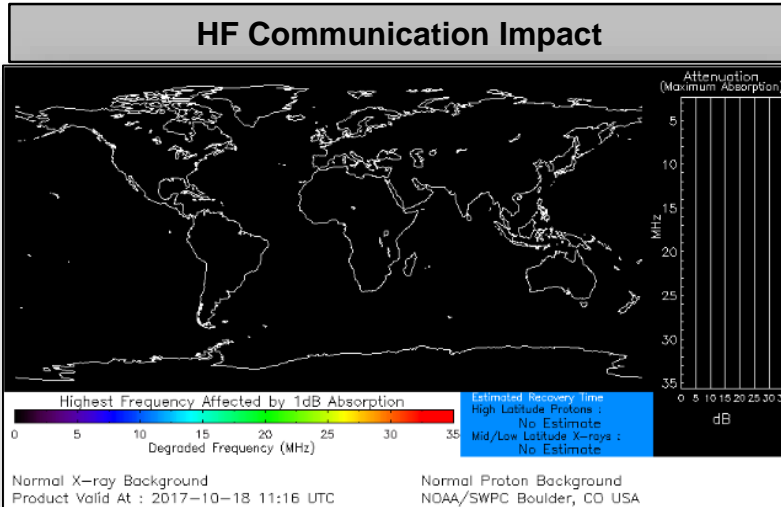 HF Communication Impact
Attenuation
(Maximum Absorption)
5
10
15
20
25
30
35
MHz
0 5 10 15 20 25 30
dB
Highest Frequency Affected by 1dB Absorption
0 5 10 15 20 25 30 35
Degraded Frequency (MHz)
Estimated Recovery Time
High Latitude Protons :
No Estimate
Mid/Low Latitude X-rays :
No Estimate
Normal X-ray Background
Product Valid At : 2017-10-18 11:16 UTC
Normal Proton Background
NOAA/SWPC Boulder, CO USA